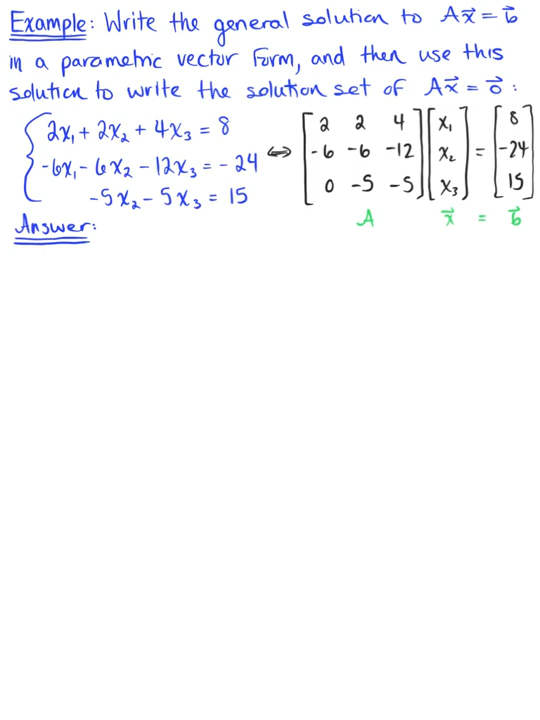 Example: Write the general solution to Ax⃗ = b⃗
in a parametric vector form, and then use this
solution to write the solution set of Ax⃗ = 0⃗ :
{ 2x₁ + 2x₂ + 4x₃ = 8
-6x₁ - 6x₂ - 12x₃ = -24
-5x₂ - 5x₃ = 15
⇔ [2 2 4; -6 -6 -12; 0 -5 -5] [x₁; x₂; x₃] = [8; -24; 15]
A x⃗ = b⃗
Answer: